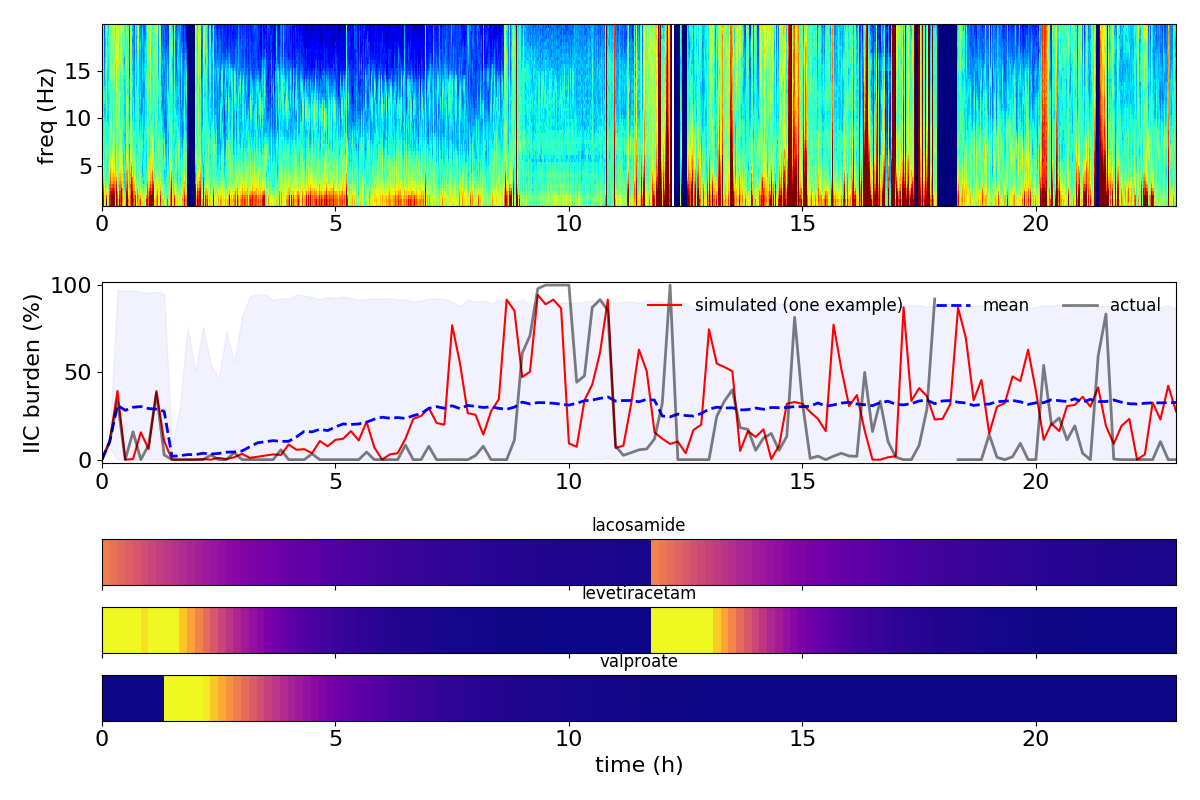 15
10
5
freq (Hz)
0 5 10 15 20
100
50
0
IIC burden (%)
simulated (one example) mean actual
0 5 10 15 20
lacosamide
levetiracetam
valproate
0 5 10 15 20
time (h)